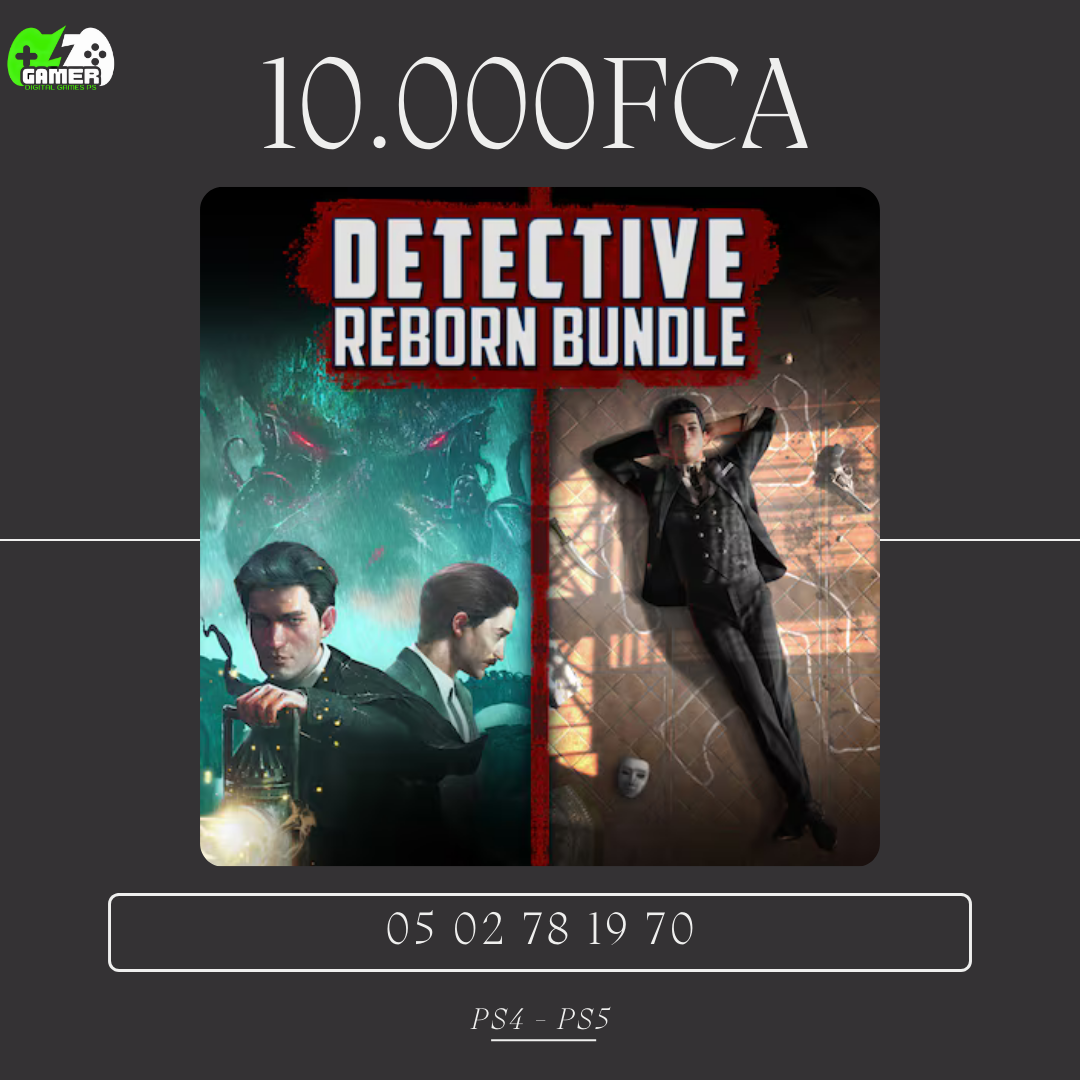 GAMER
DIGITAL GAMES PS
10.000FCA
DETECTIVE
REBORN BUNDLE
05 02 78 19 70
PS4 - PS5